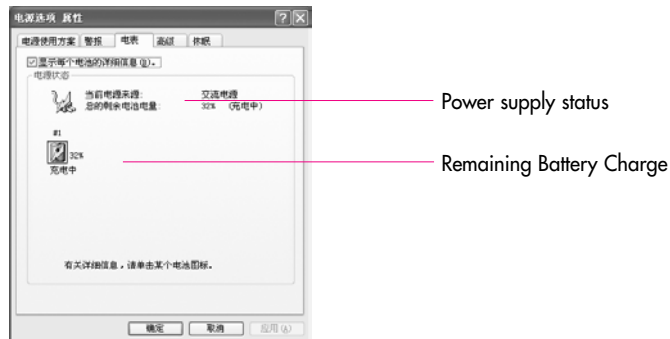 电源选项 属性
电源使用方案 警报 电表 高级 休眠
显示每个电池的详细信息(D)。
电源状态
当前电源来源: 交流电源
总的剩余电池电量: 32% (充电中)
Power supply status
#1
32%
充电中
Remaining Battery Charge
有关详细信息，请单击某个电池图标。
确定 取消 应用(A)